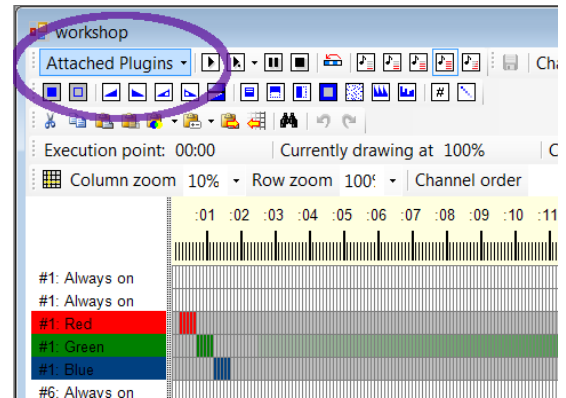 workshop
Attached Plugins Cha
#
Execution point: 00:00 Currently drawing at 100% C
Column zoom 10% Row zoom 100% Channel order
:01 :02 :03 :04 :05 :06 :07 :08 :09 :10 :11
#1: Always on
#1: Always on
#1: Red
#1: Green
#1: Blue
#6: Always on